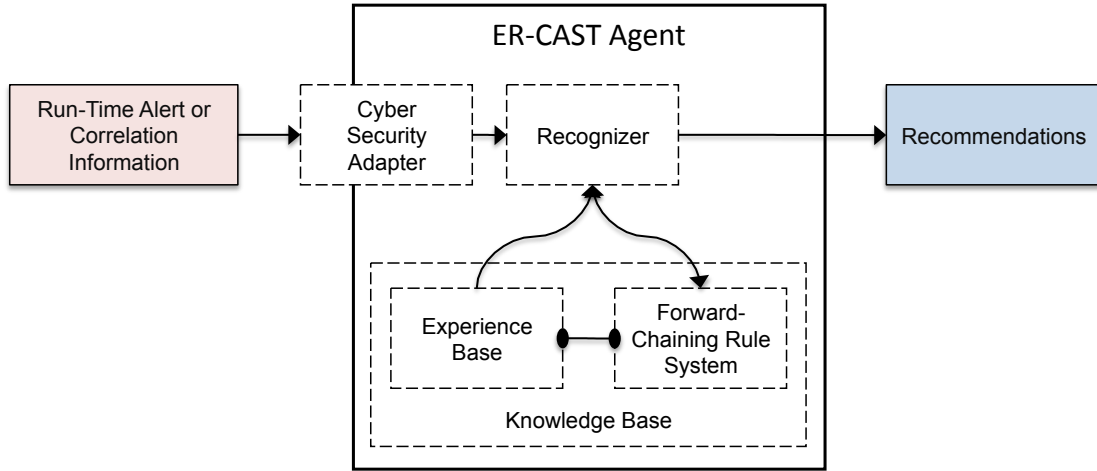 ER-CAST Agent
Run-Time Alert or
Correlation
Information
Cyber
Security
Adapter
Recognizer
Recommendations
Experience
Base
Forward-
Chaining Rule
System
Knowledge Base